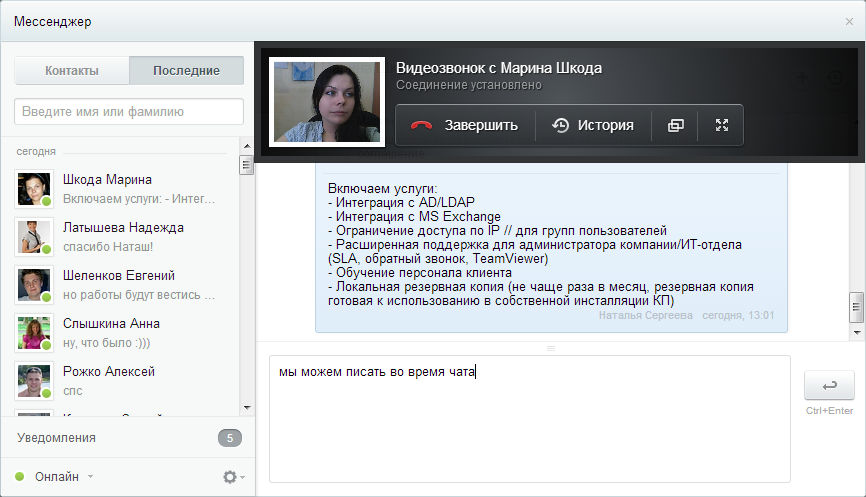 Мессенджер
Контакты
Последние
Введите имя или фамилию
сегодня
Шкода Марина
Включаем услуги: - Интег...
Латышева Надежда
спасибо Наташ!
Шеленков Евгений
но работы будут вестись ...
Слышкина Анна
ну, что было :)))
Рожко Алексей
спс
Уведомления
5
Онлайн
Видеозвонок с Марина Шкода
Соединение установлено
Завершить
История
Включаем услуги:
- Интеграция с AD/LDAP
- Интеграция с MS Exchange
- Ограничение доступа по IP // для групп пользователей
- Расширенная поддержка для администратора компании/ИТ-отдела
(SLA, обратный звонок, TeamViewer)
- Обучение персонала клиента
- Локальная резервная копия (не чаще раза в месяц, резервная копия
готовая к использованию в собственной инсталляции КП)
Наталья Сергеева сегодня, 13:01
мы можем писать во время чата
Ctrl+Enter